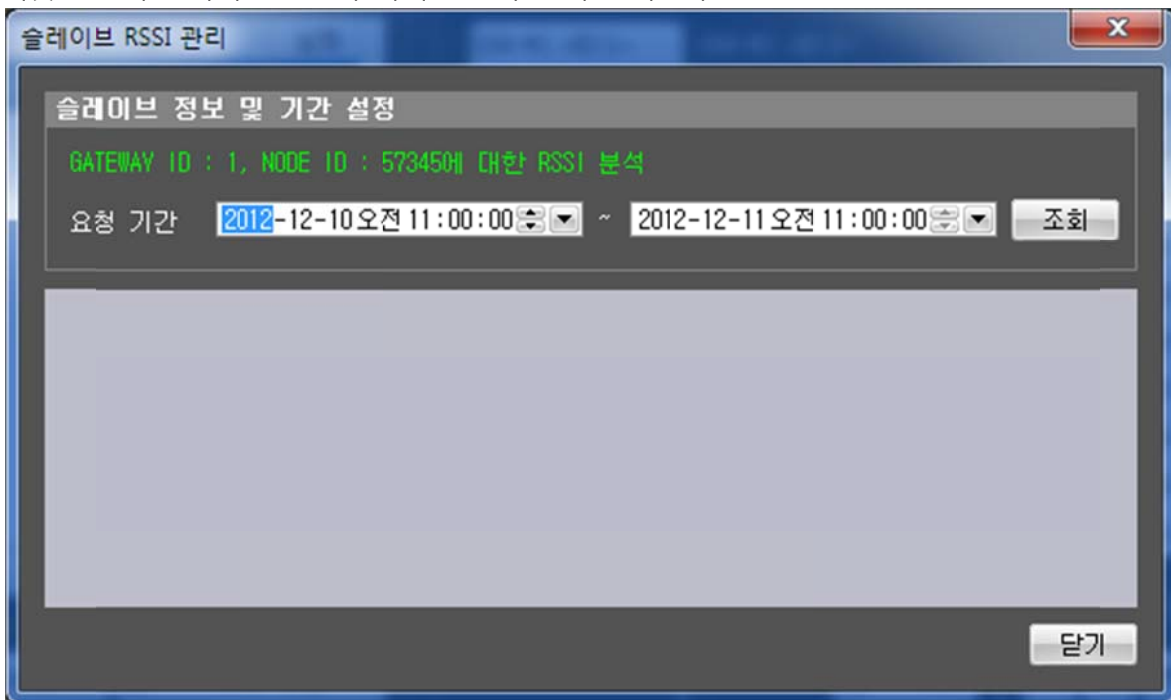 슬레이브 RSSI 관리
슬레이브 정보 및 기간 설정
GATEWAY ID : 1, NODE ID : 57345에 대한 RSSI 분석
요청 기간 2012-12-10 오전 11:00:00 ~ 2012-12-11 오전 11:00:00 조회
닫기